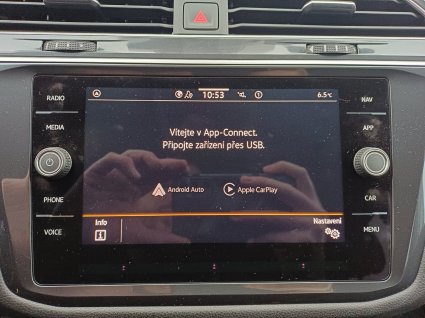 RADIO
10:53
6.5°C
NAV
MEDIA
Vítejte v App-Connect.
Připojte zařízení přes USB.
APP
Android Auto
Apple CarPlay
PHONE
CAR
Info
Nastavení
VOICE
MENU